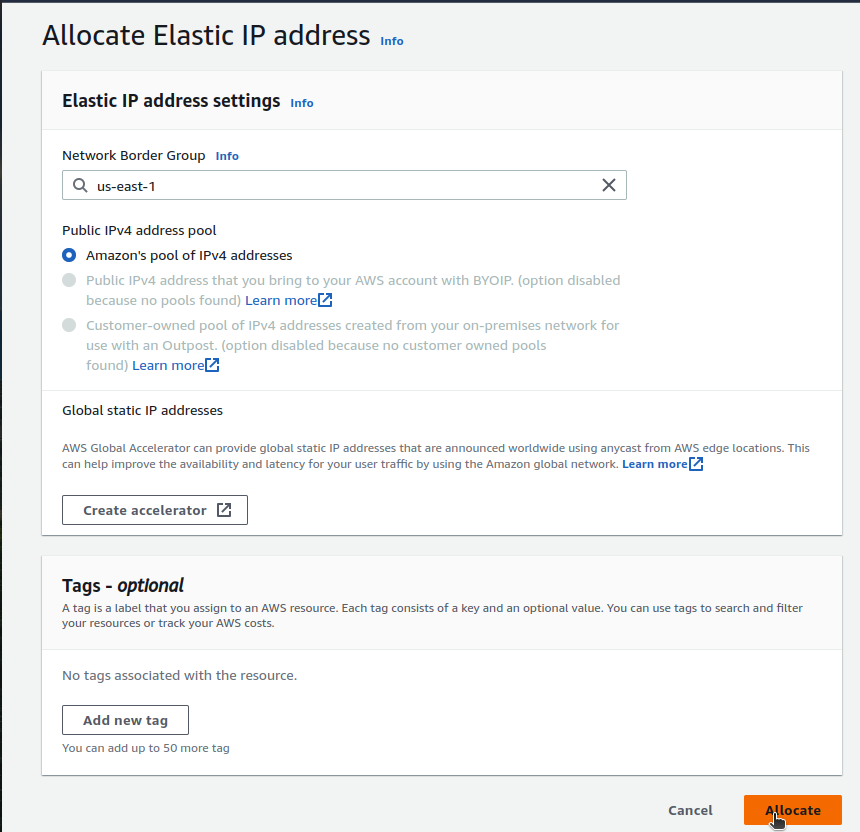 Allocate Elastic IP address Info
Elastic IP address settings Info
Network Border Group Info
us-east-1
Public IPv4 address pool
Amazon's pool of IPv4 addresses
Public IPv4 address that you bring to your AWS account with BYOIP. (option disabled
because no pools found) Learn more
Customer-owned pool of IPv4 addresses created from your on-premises network for
use with an Outpost. (option disabled because no customer owned pools
found) Learn more
Global static IP addresses
AWS Global Accelerator can provide global static IP addresses that are announced worldwide using anycast from AWS edge locations. This
can help improve the availability and latency for your user traffic by using the Amazon global network. Learn more
Create accelerator
Tags - optional
A tag is a label that you assign to an AWS resource. Each tag consists of a key and an optional value. You can use tags to search and filter
your resources or track your AWS costs.
No tags associated with the resource.
Add new tag
You can add up to 50 more tag
Cancel Allocate